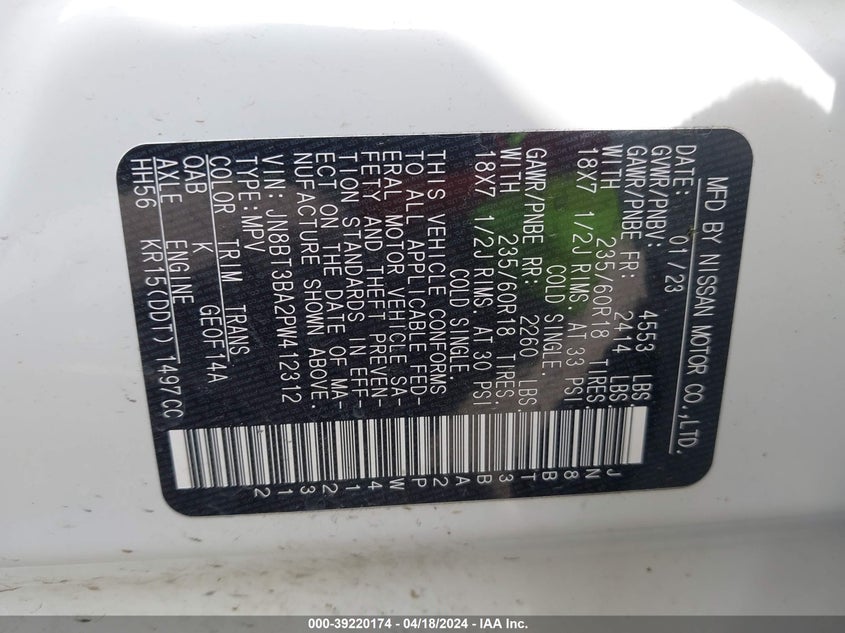 MFD BY NISSAN MOTOR CO.,LTD.
DATE: 01/23
GVWR/PNBV: 4553 LBS.
GAWR/PNBE FR: 2414 LBS.
WITH 235/60R18 TIRES.
18X7 1/2J RIMS. AT 33 PSI
COLD SINGLE.
GAWR/PNBE RR: 2260 LBS.
WITH 235/60R18 TIRES.
18X7 1/2J RIMS. AT 30 PSI
COLD SINGLE.
THIS VEHICLE CONFORMS
TO ALL APPLICABLE FED-
ERAL MOTOR VEHICLE SA-
FETY AND THEFT PREVEN-
TION STANDARDS IN EFF-
ECT ON THE DATE OF MA-
NUFACTURE SHOWN ABOVE.
VIN: JN8BT3BA2PW412312
TYPE: MPV
COLOR TRIM TRANS
QAB K GE0F14A
AXLE ENGINE
HH56 KR15(DDT) 1497CC
JN8BT3BA2PW412312
000-39220174 - 04/18/2024 - IAA Inc.